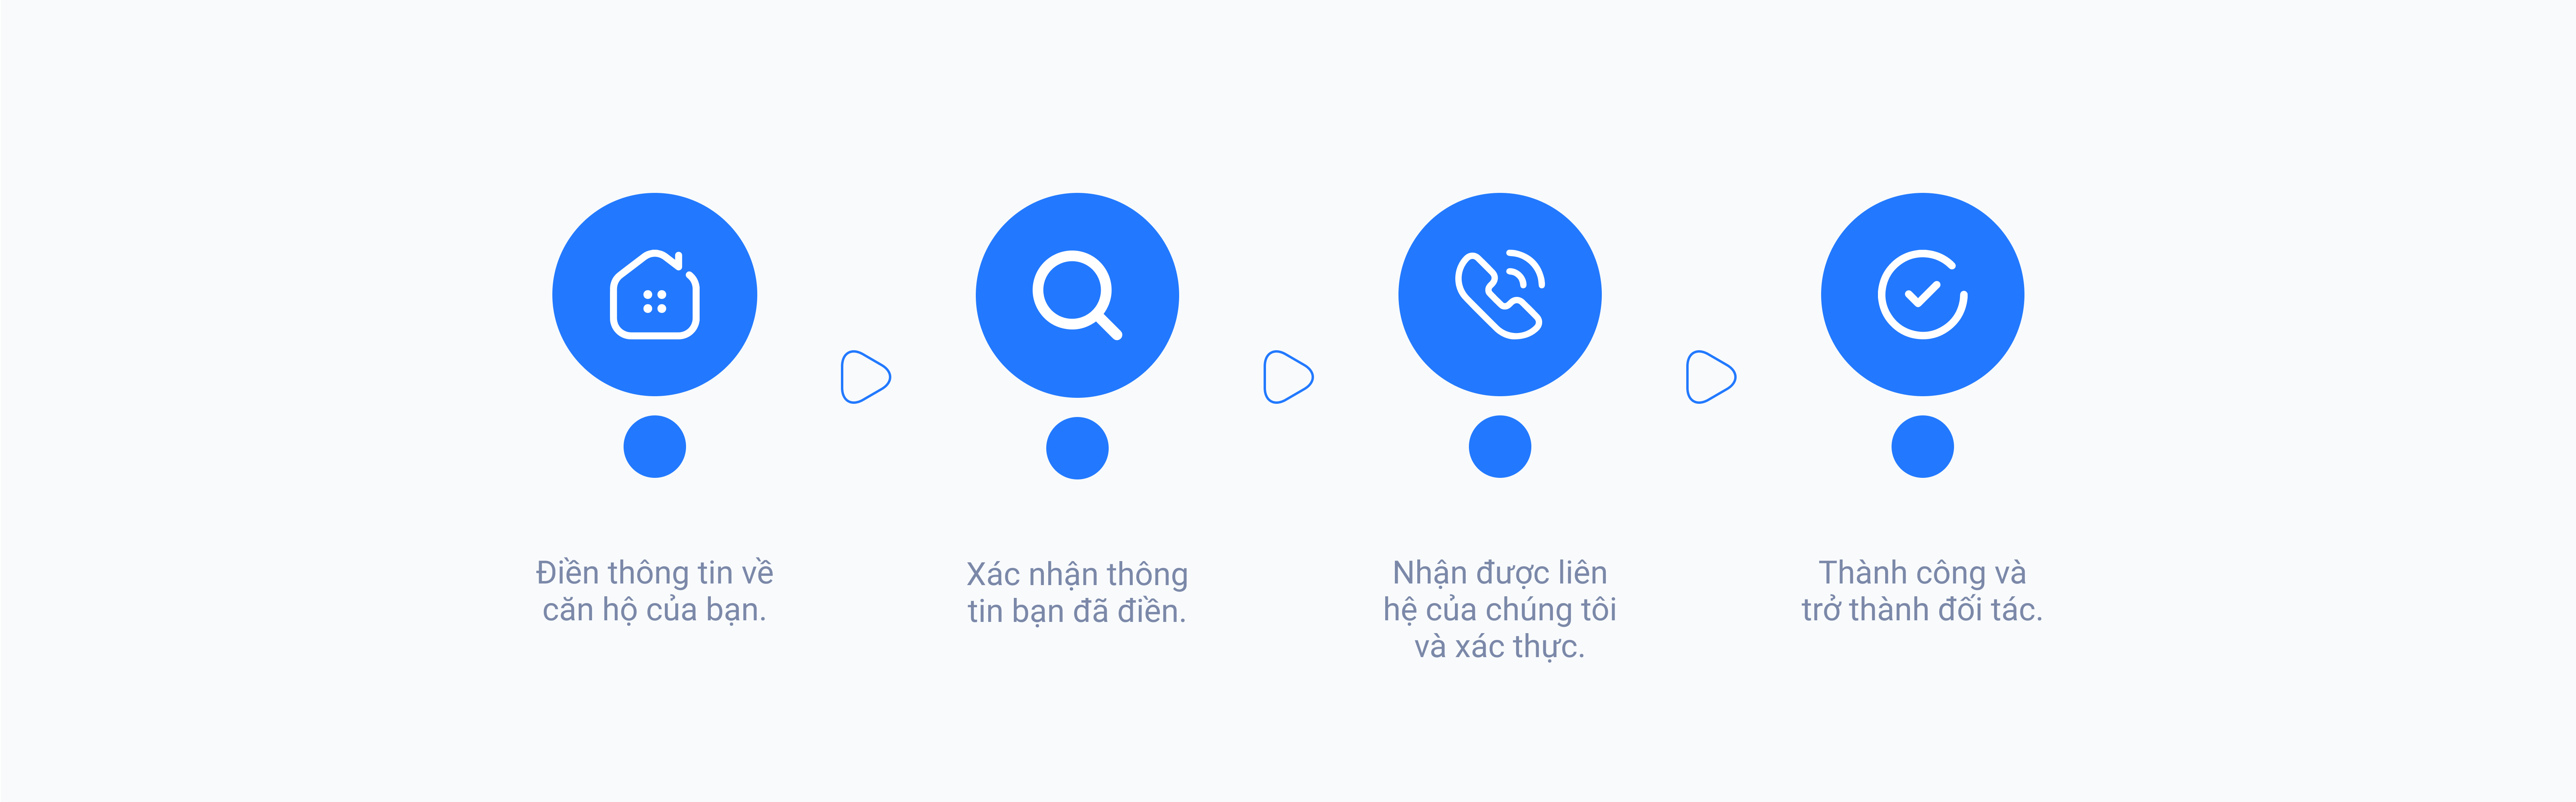 Điền thông tin về
căn hộ của bạn.
Xác nhận thông
tin bạn đã điền.
Nhận được liên
hệ của chúng tôi
và xác thực.
Thành công và
trở thành đối tác.